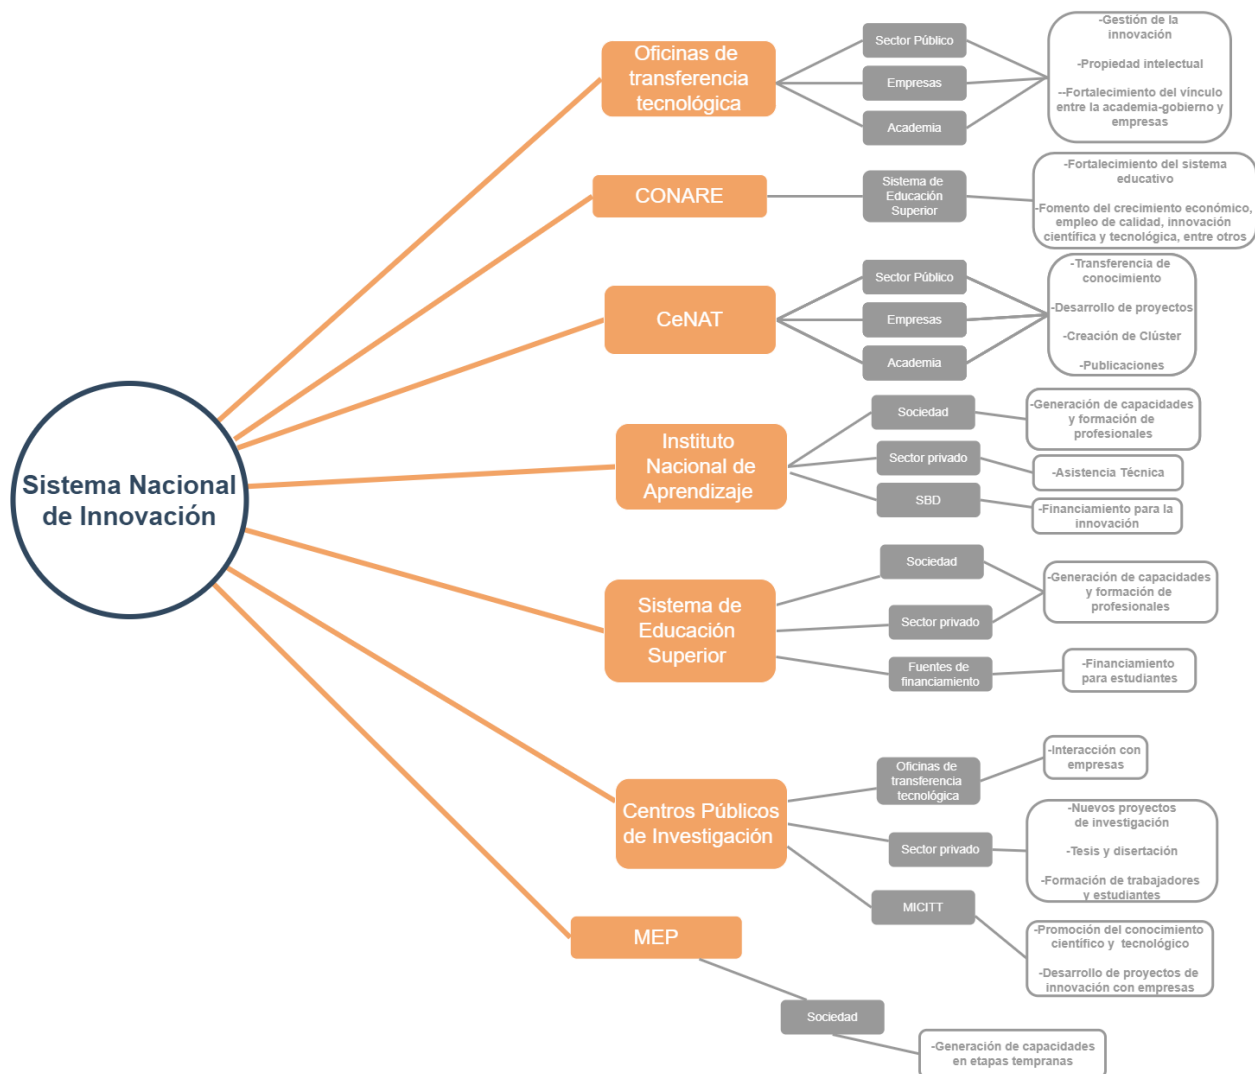 Sistema Nacional
de Innovación
Oficinas de
transferencia
tecnológica
Sector Público
Empresas
Academia
-Gestión de la
innovación
-Propiedad intelectual
--Fortalecimiento del vínculo
entre la academia-gobierno y
empresas
CONARE
Sistema de
Educación
Superior
-Fortalecimiento del sistema
educativo
-Fomento del crecimiento económico,
empleo de calidad, innovación
científica y tecnológica, entre otros
CeNAT
Sector Público
Empresas
Academia
-Transferencia de
conocimiento
-Desarrollo de proyectos
-Creación de Clúster
-Publicaciones
Instituto
Nacional de
Aprendizaje
Sociedad
-Generación de capacidades
y formación de
profesionales
Sector privado
-Asistencia Técnica
SBD
-Financiamiento para la
innovación
Sistema de
Educación
Superior
Sociedad
Sector privado
-Generación de capacidades
y formación de
profesionales
Fuentes de
financiamiento
-Financiamiento
para estudiantes
Centros Públicos
de Investigación
Oficinas de
transferencia
tecnológica
-Interacción con
empresas
Sector privado
-Nuevos proyectos
de investigación
-Tesis y disertación
-Formación de trabajadores
y estudiantes
MICITT
-Promoción del conocimiento
científico y  tecnológico
-Desarrollo de proyectos de
innovación con empresas
MEP
Sociedad
-Generación de capacidades
en etapas tempranas